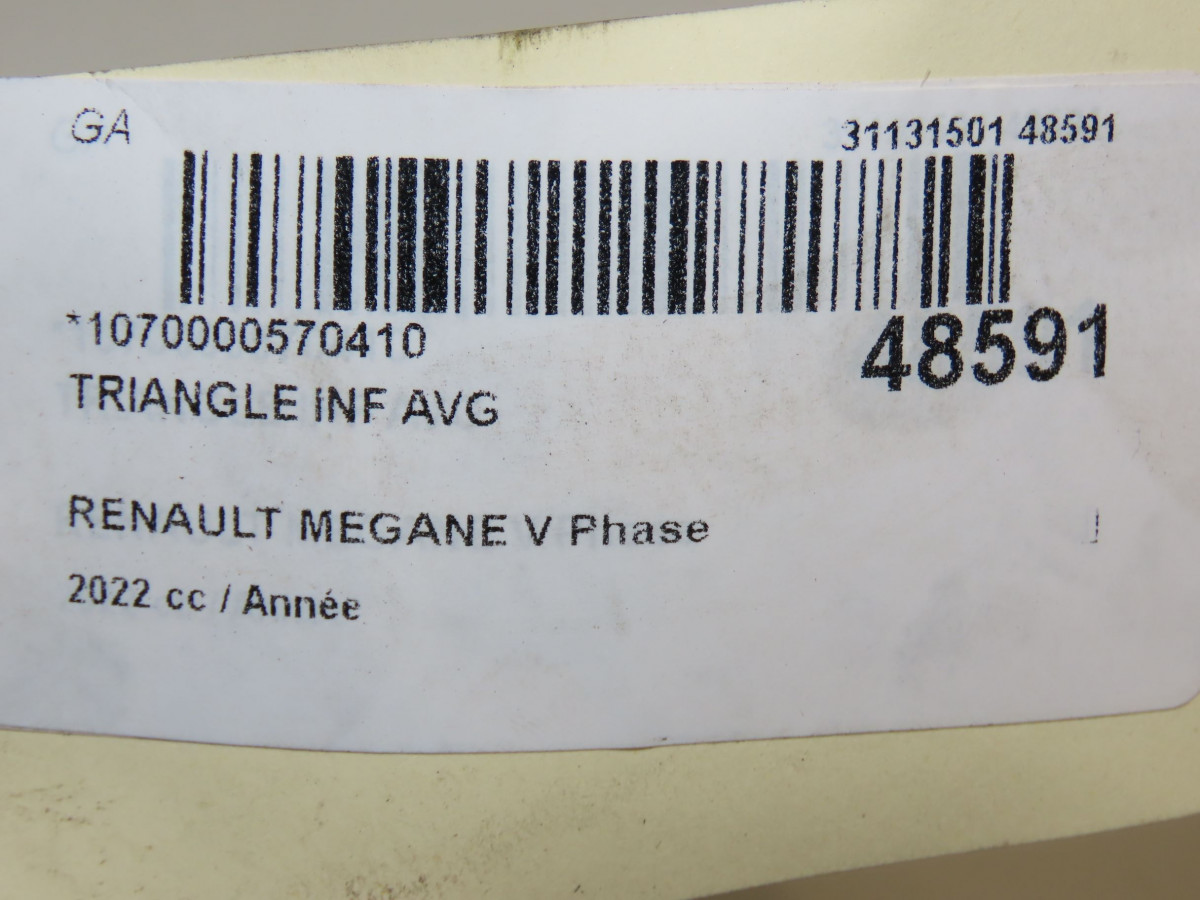 GA
31131501 48591
*1070000570410
48591
TRIANGLE INF AVG
RENAULT MEGANE V Phase
2022 cc / Année